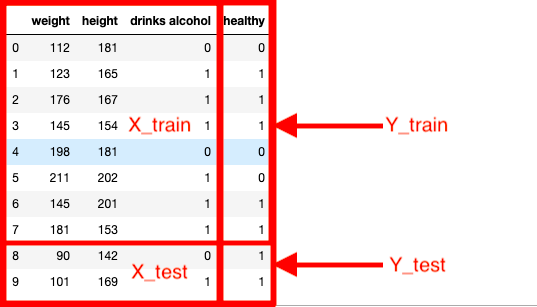 weight height drinks alcohol healthy
0 112 181 0 0
1 123 165 1 1
2 176 167 1 1
3 145 154 1 1
X_train
Y_train
4 198 181 0 0
5 211 202 1 0
6 145 201 1 1
7 181 153 1 1
8 90 142 0 1
X_test
Y_test
9 101 169 1 1